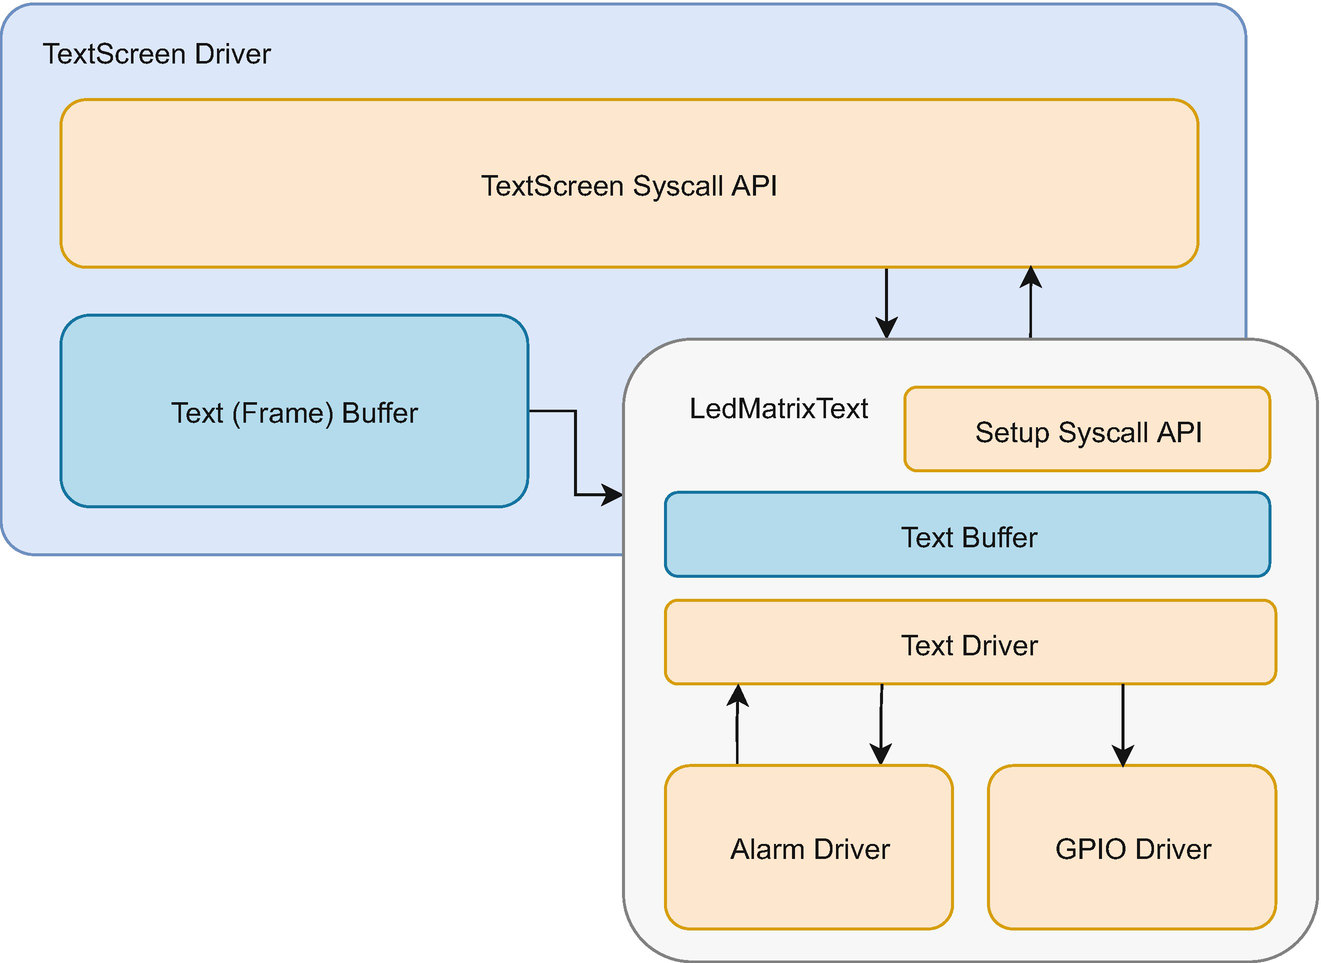 TextScreen Driver
TextScreen Syscall API
Text (Frame) Buffer
LedMatrixText
Setup Syscall API
Text Buffer
Text Driver
Alarm Driver
GPIO Driver